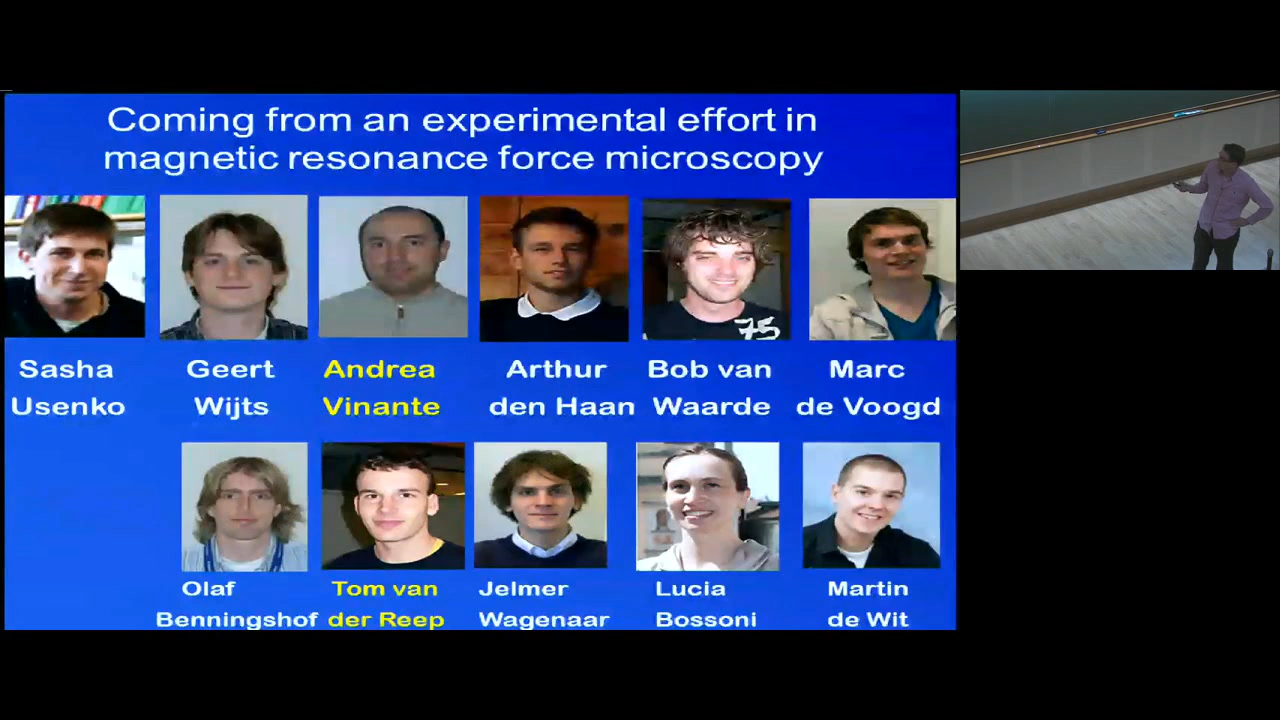 Coming from an experimental effort in
magnetic resonance force microscopy
75
Sasha Usenko
Geert Wijts
Andrea Vinante
Arthur den Haan
Bob van Waarde
Marc de Voogd
Olaf Benningshof
Tom van der Reep
Jelmer Wagenaar
Lucia Bossoni
Martin de Wit